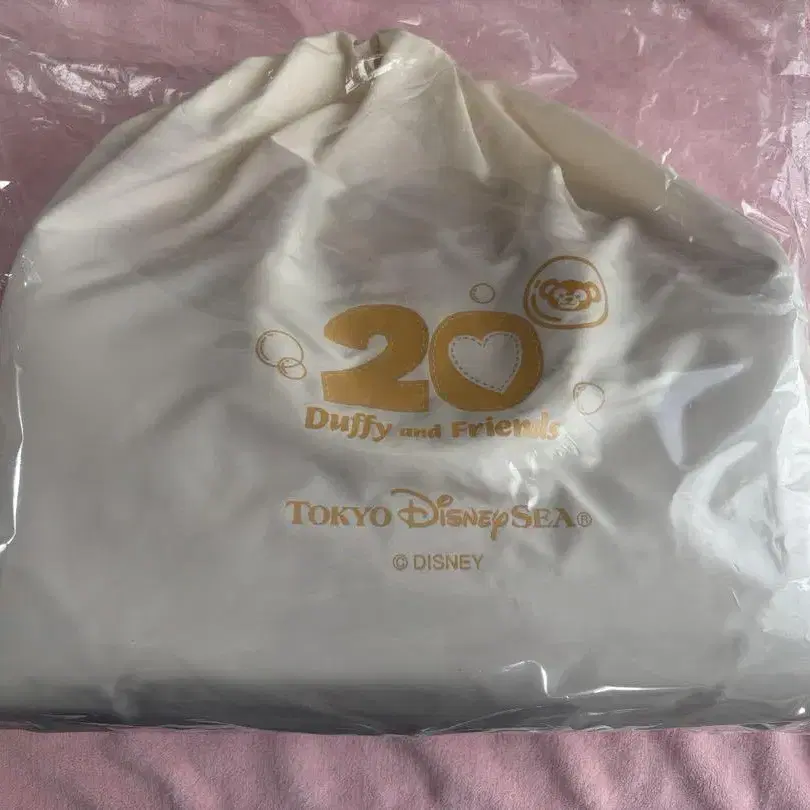 20
Duffy and Friends
TOKYO DISNEYSEA®
© DISNEY